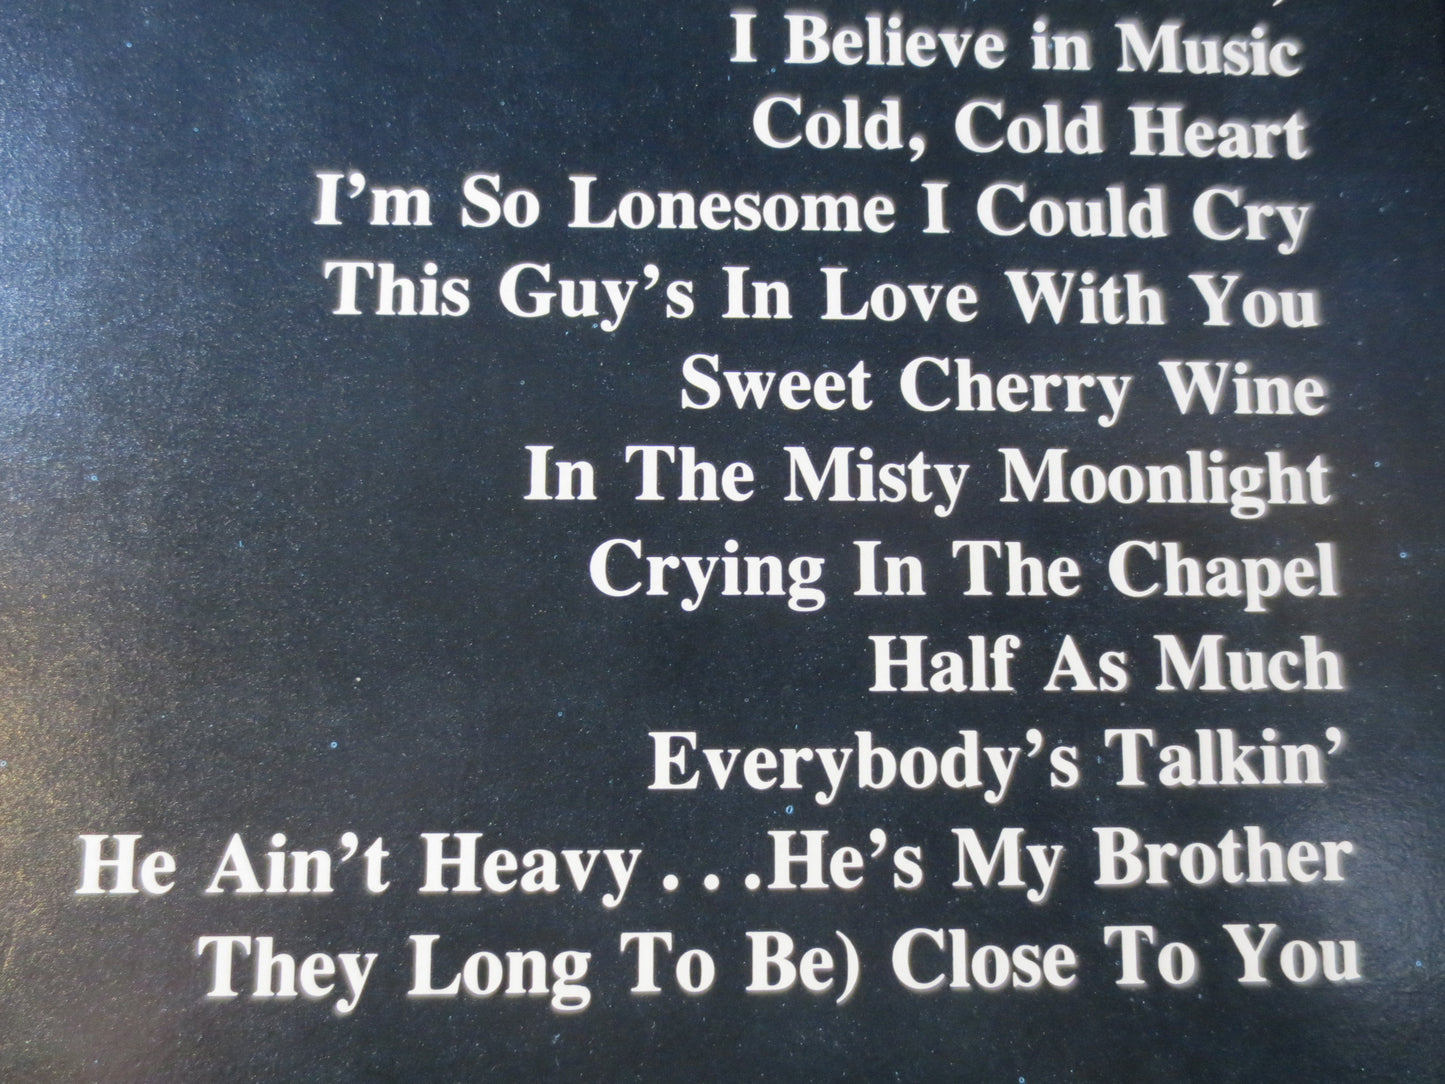 I Believe in Music
Cold, Cold Heart
I'm So Lonesome I Could Cry
This Guy's In Love With You
Sweet Cherry Wine
In The Misty Moonlight
Crying In The Chapel
Half As Much
Everybody's Talkin'
He Ain't Heavy...He's My Brother
They Long To Be) Close To You